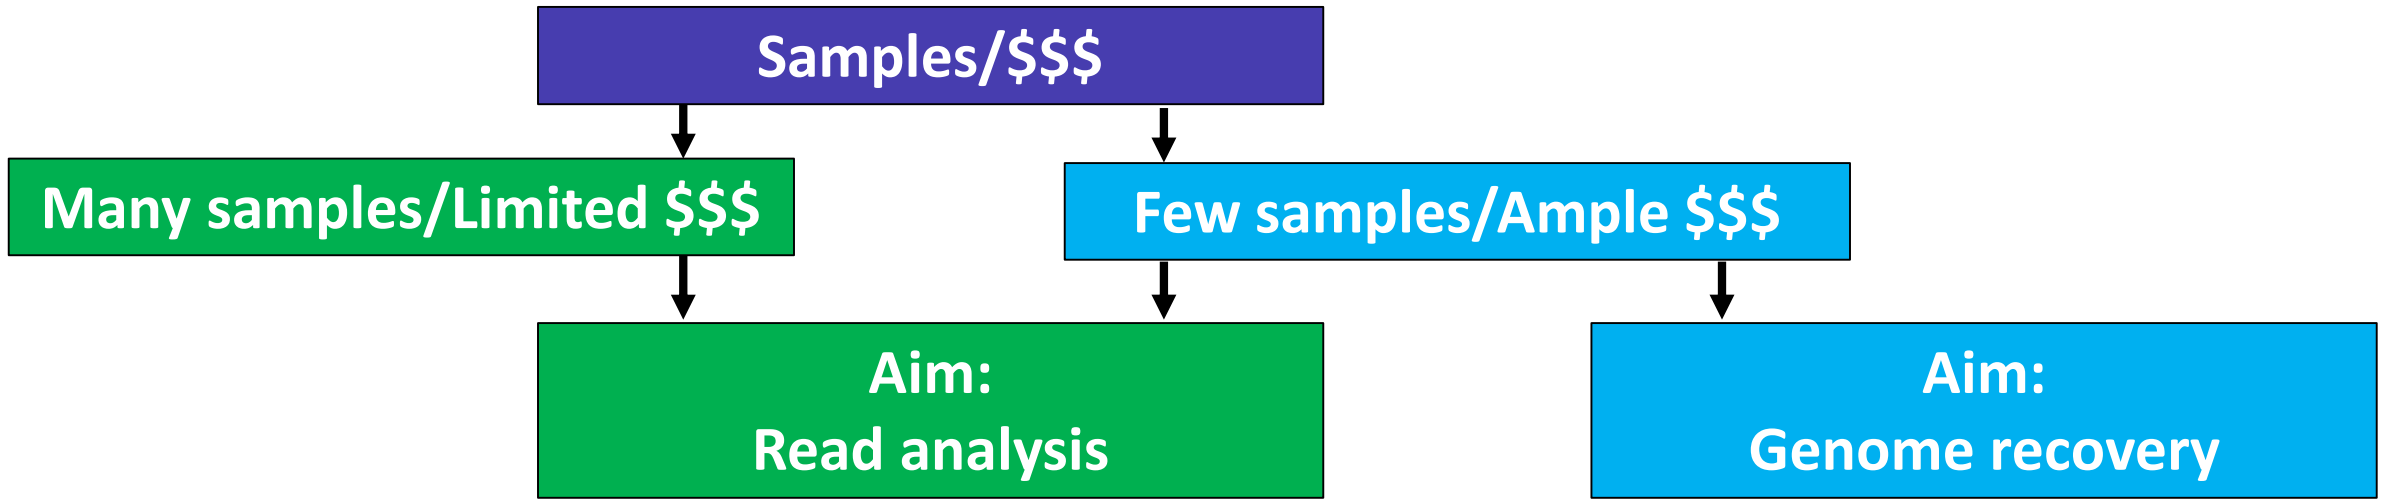 Samples/$$$
Many samples/Limited $$$
Few samples/Ample $$$
Aim:
Read analysis
Aim:
Genome recovery